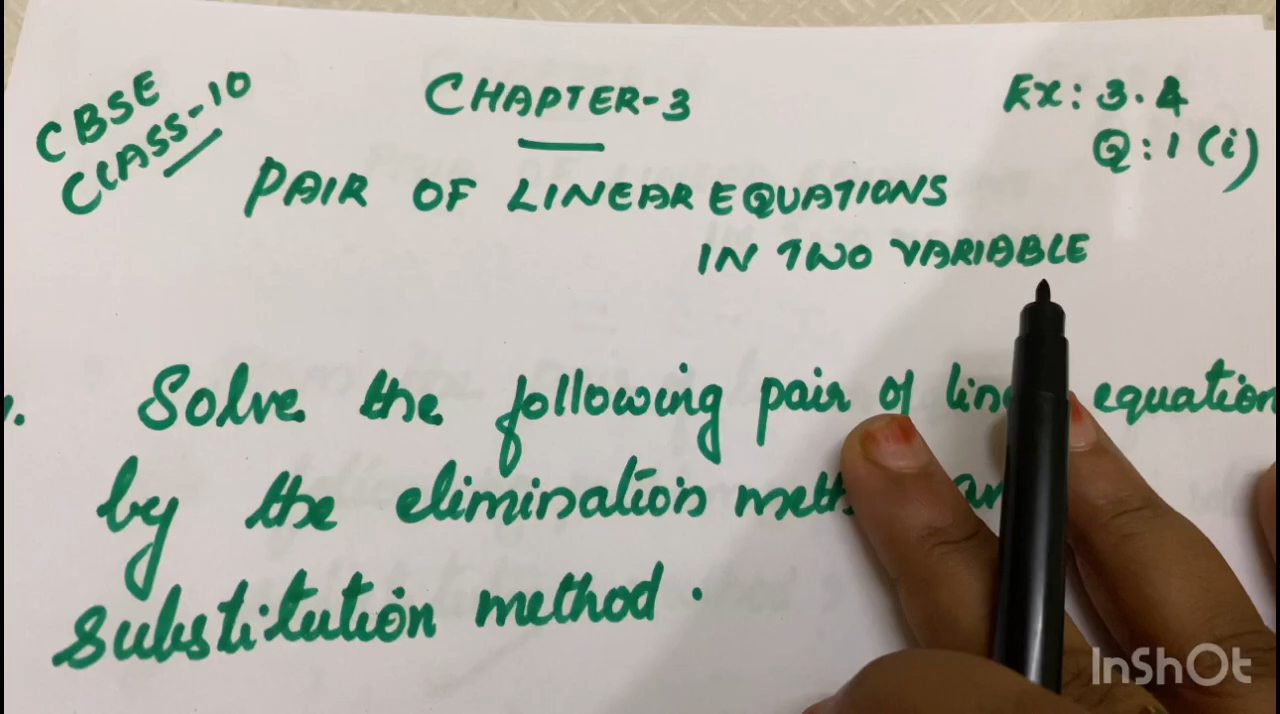 CBSE
CLASS-10
CHAPTER-3
Ex: 3.4
Q:1 (i)
PAIR OF LINEAR EQUATIONS
IN TWO VARIABLE
Solve the following pair of equation
by the elimination
substitution method.
InShOt